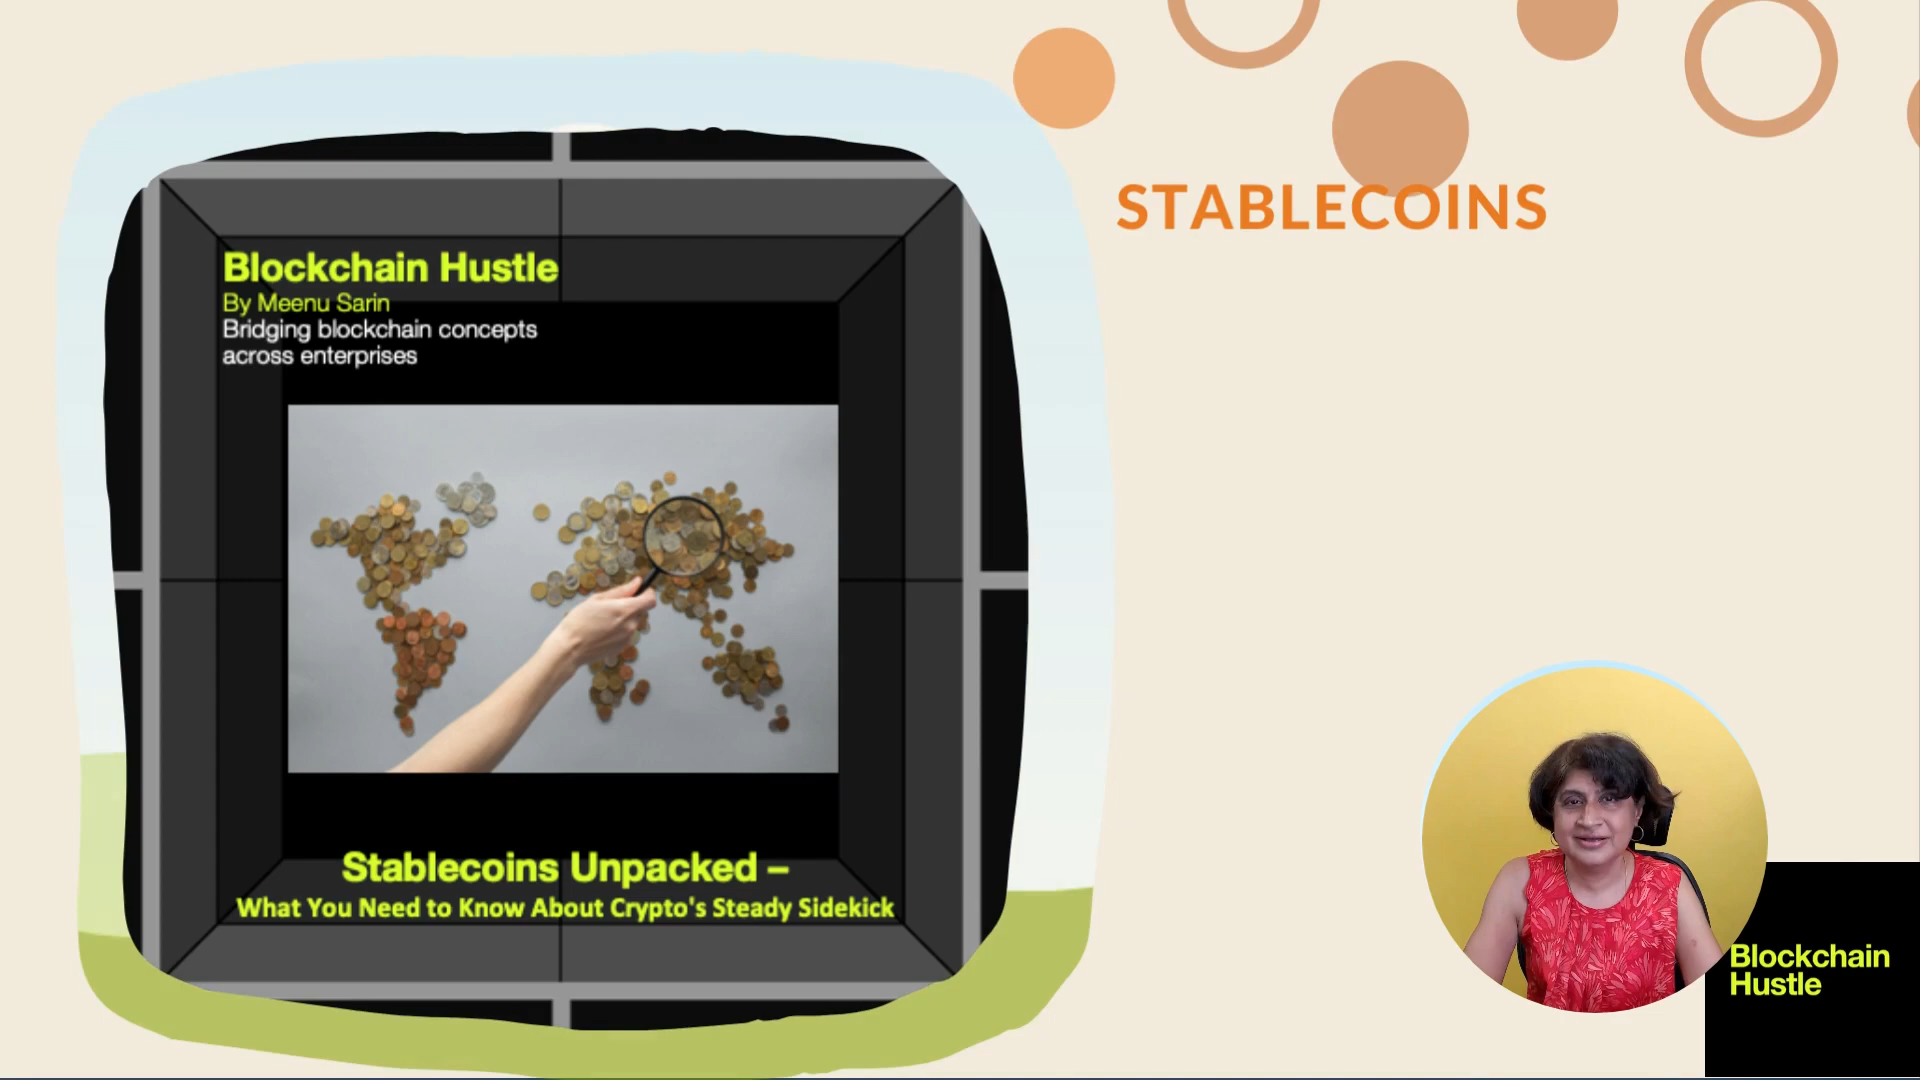 Blockchain Hustle
By Meenu Sarin
Bridging blockchain concepts
across enterprises
Stablecoins Unpacked –
What You Need to Know About Crypto's Steady Sidekick
STABLECOINS
Blockchain
Hustle